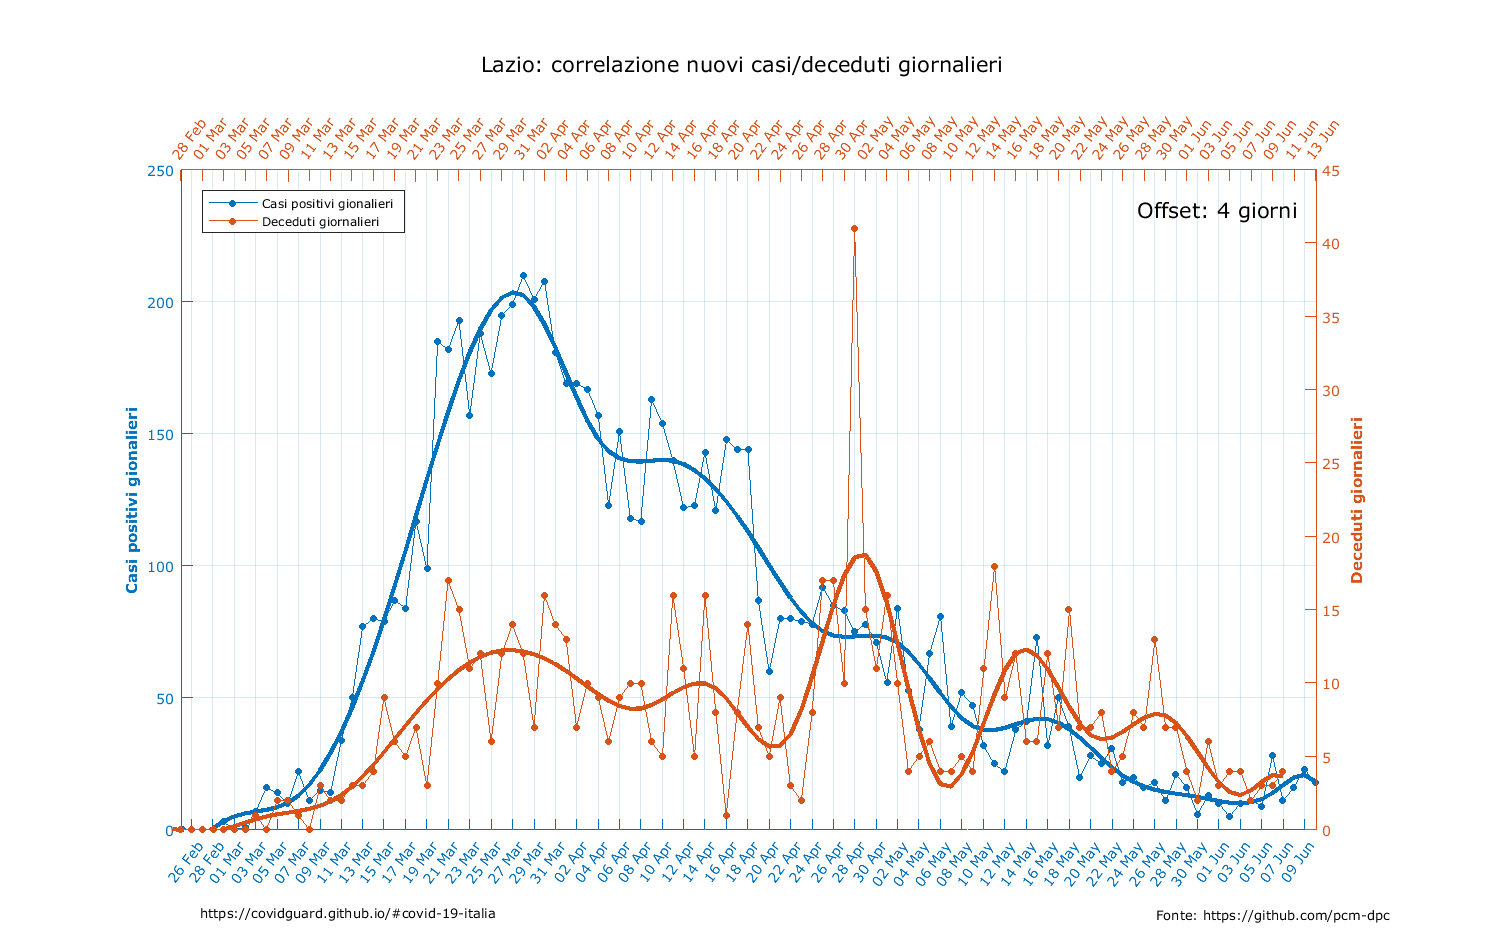 Lazio: correlazione nuovi casi/deceduti giornalieri
28 Feb 01 Mar 03 Mar 05 Mar 07 Mar 09 Mar 11 Mar 13 Mar 15 Mar 17 Mar 19 Mar 21 Mar 23 Mar 25 Mar 27 Mar 29 Mar 31 Mar 02 Apr 04 Apr 06 Apr 08 Apr 10 Apr 12 Apr 14 Apr 16 Apr 18 Apr 20 Apr 22 Apr 24 Apr 26 Apr 28 Apr 30 Apr 02 May 04 May 06 May 08 May 10 May 12 May 14 May 16 May 18 May 20 May 22 May 24 May 26 May 28 May 30 May 01 Jun 03 Jun 05 Jun 07 Jun 09 Jun 11 Jun 13 Jun
250
200
150
100
50
0
Casi positivi gionalieri
Casi positivi gionalieri
Deceduti giornalieri
Offset: 4 giorni
45
40
35
30
25
20
15
10
5
0
Deceduti giornalieri
26 Feb 28 Feb 01 Mar 03 Mar 05 Mar 07 Mar 09 Mar 11 Mar 13 Mar 15 Mar 17 Mar 19 Mar 21 Mar 23 Mar 25 Mar 27 Mar 29 Mar 31 Mar 02 Apr 04 Apr 06 Apr 08 Apr 10 Apr 12 Apr 14 Apr 16 Apr 18 Apr 20 Apr 22 Apr 24 Apr 26 Apr 28 Apr 30 Apr 02 May 04 May 06 May 08 May 10 May 12 May 14 May 16 May 18 May 20 May 22 May 24 May 26 May 28 May 30 May 01 Jun 03 Jun 05 Jun 07 Jun 09 Jun
https://covidguard.github.io/#covid-19-italia
Fonte: https://github.com/pcm-dpc